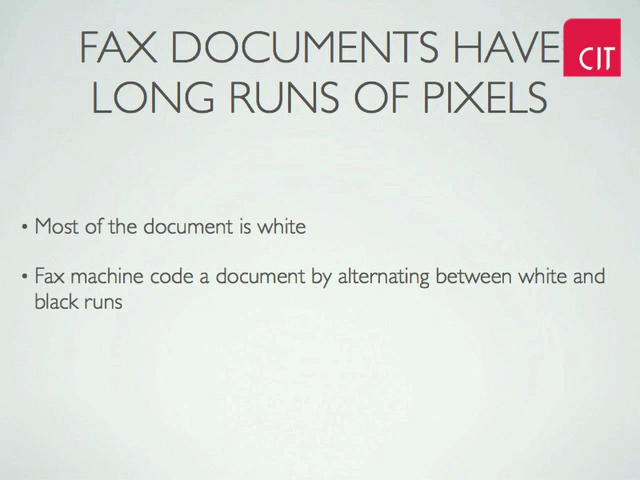 FAX DOCUMENTS HAVE
CIT
LONG RUNS OF PIXELS
• Most of the document is white
• Fax machine code a document by alternating between white and
black runs